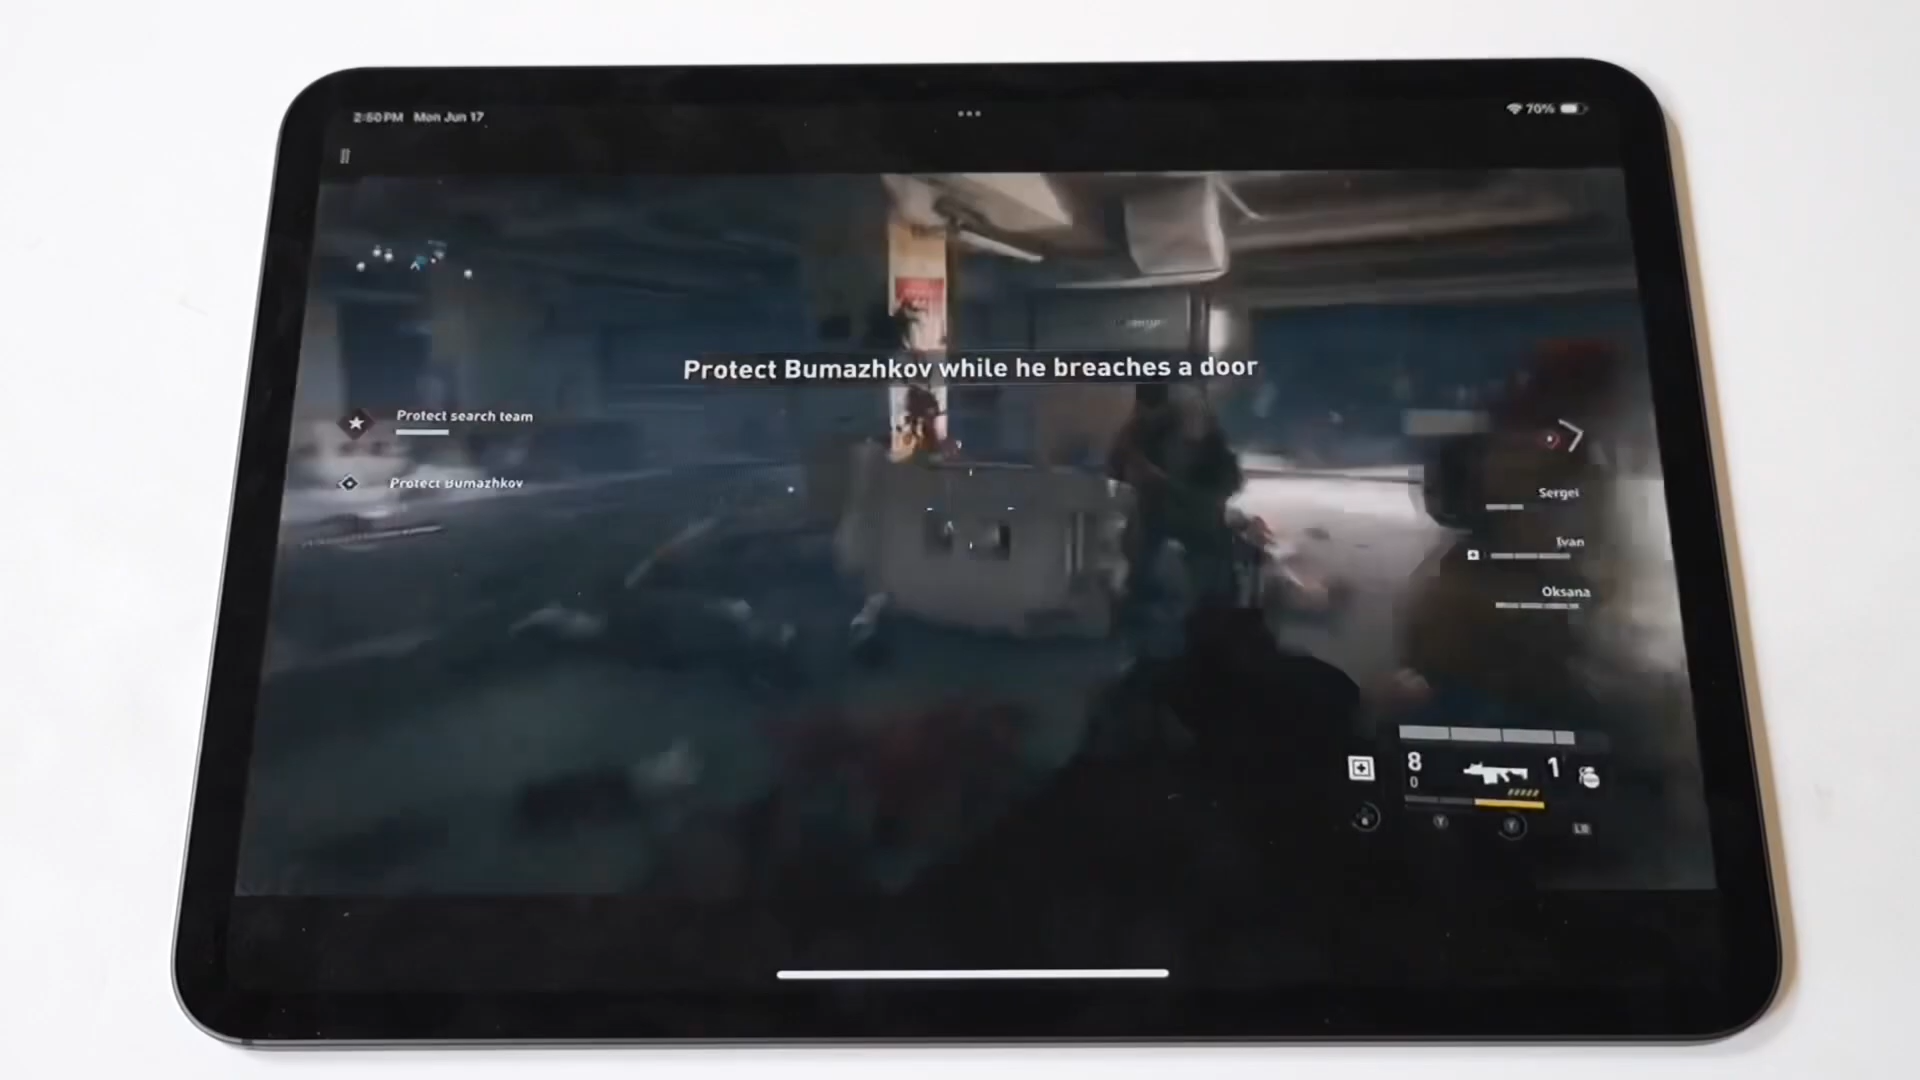 2:50 PM Mon Jun 17
70%
Protect Bumazhkov while he breaches a door
Protect search team
Protect Bumazhkov
Sergei
Ivan
Oksana
8
1
0
Y
Y
LB